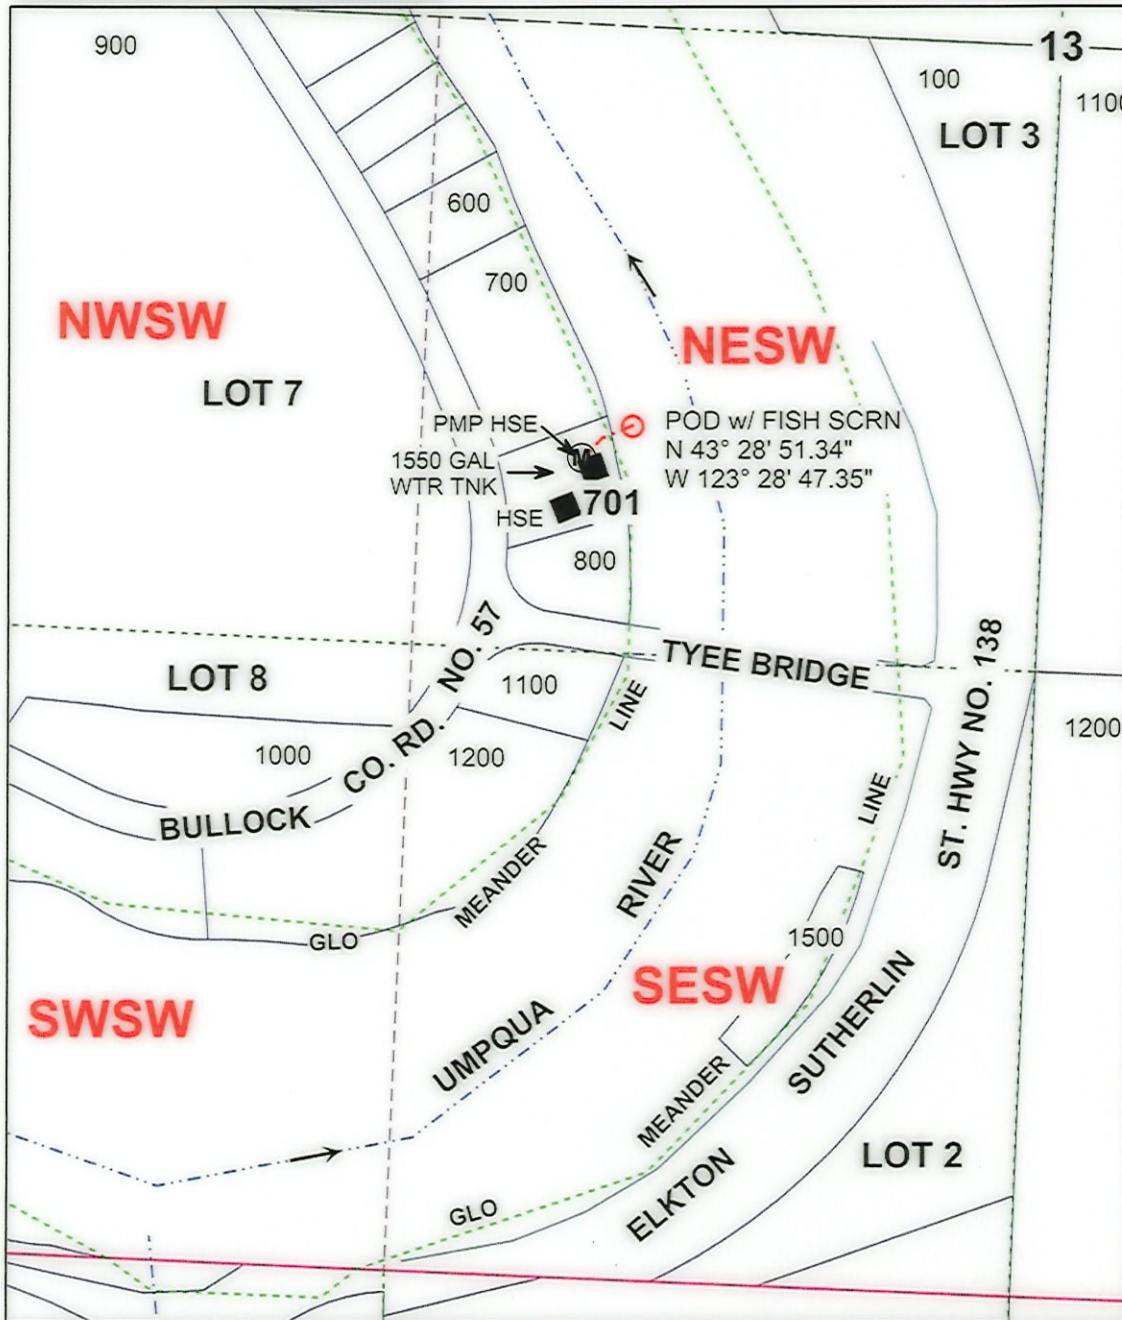 900
13
100
1100
LOT 3
600
700
NWSW
NESW
LOT 7
PMP HSE
POD w/ FISH SCRN
N 43° 28' 51.34"
W 123° 28' 47.35"
M
1550 GAL
WTR TNK
701
HSE
800
TYEE BRIDGE
LOT 8
1100
LINE
1200
1000
1200
BULLOCK CO. RD. NO. 57
LINE
ST. HWY NO. 138
GLO MEANDER
RIVER
1500
SWSW
SESW
UMPQUA
SUTHERLIN
MEANDER
LOT 2
GLO
ELKTON